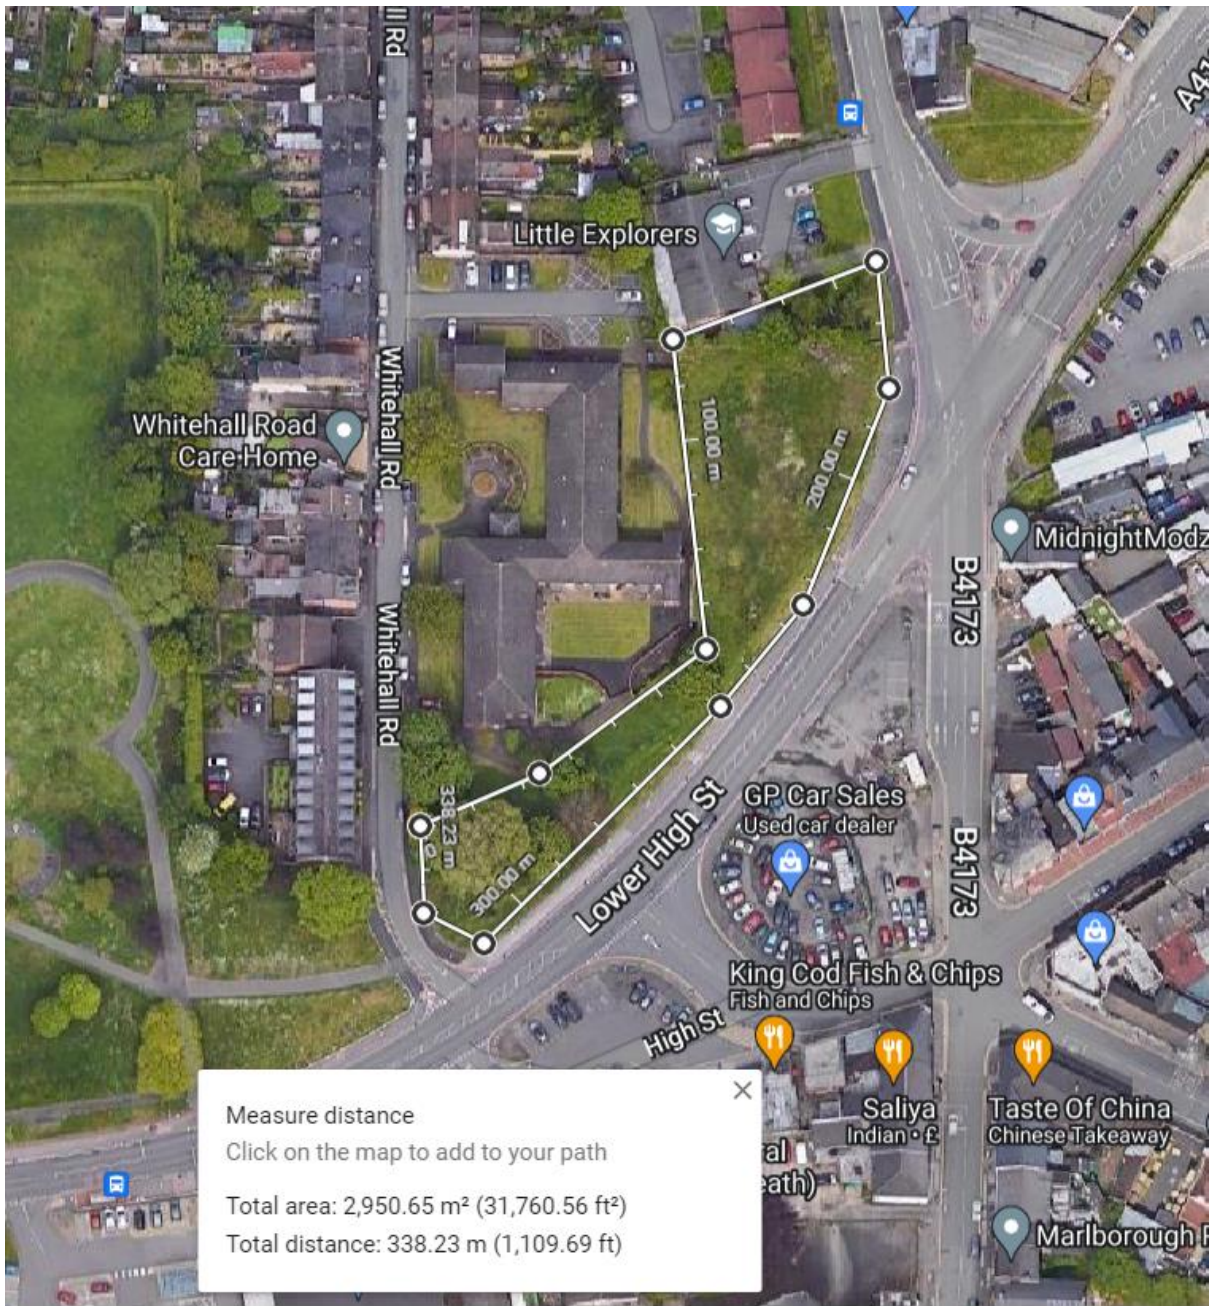 ll Rd
A41
Little Explorers
Whitehall Rd
Whitehall Road
Care Home
100.00 m
200.00 m
MidnightModz
B4173
Whitehall Rd
338.23 m
GP Car Sales
Used car dealer
300.00 m
Lower High St
B4173
King Cod Fish & Chips
Fish and Chips
High St
Saliya
Indian • £
Taste Of China
Chinese Takeaway
al
eath)
Marlborough
Measure distance
Click on the map to add to your path
Total area: 2,950.65 m² (31,760.56 ft²)
Total distance: 338.23 m (1,109.69 ft)